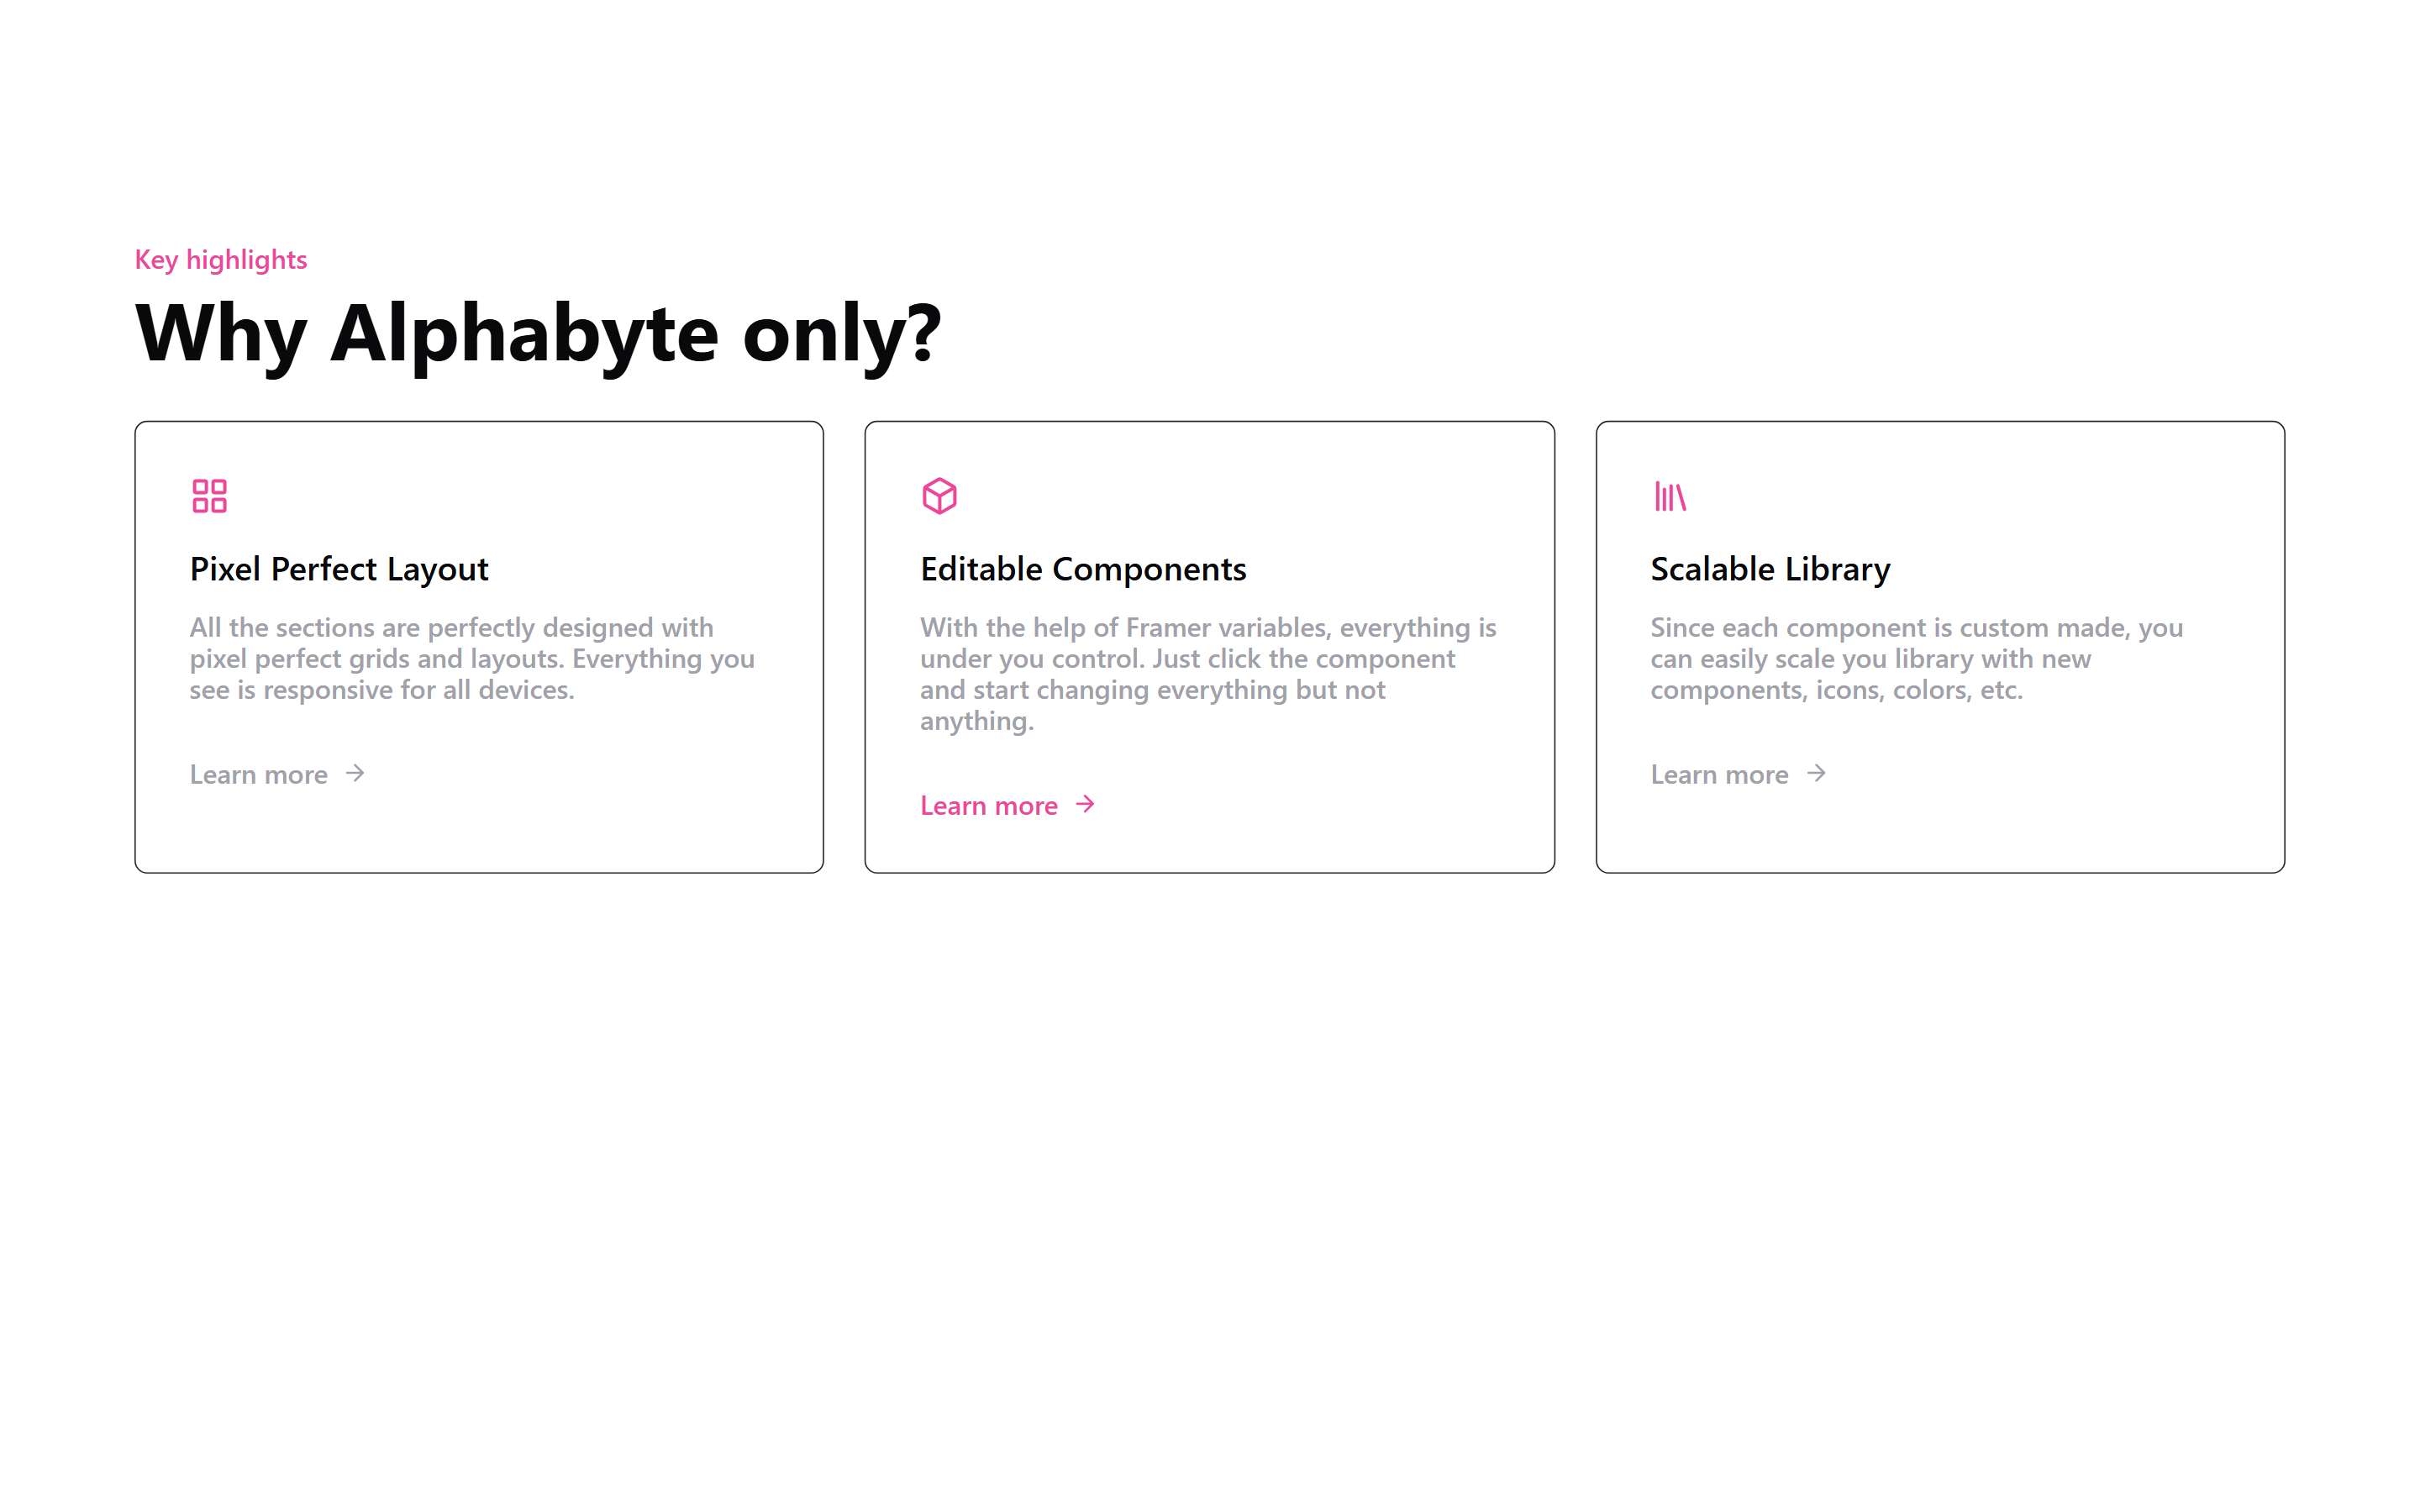 Key highlights
Why Alphabyte only?
Pixel Perfect Layout
All the sections are perfectly designed with
pixel perfect grids and layouts. Everything you
see is responsive for all devices.
Learn more
Editable Components
With the help of Framer variables, everything is
under you control. Just click the component
and start changing everything but not
anything.
Learn more
Scalable Library
Since each component is custom made, you
can easily scale you library with new
components, icons, colors, etc.
Learn more